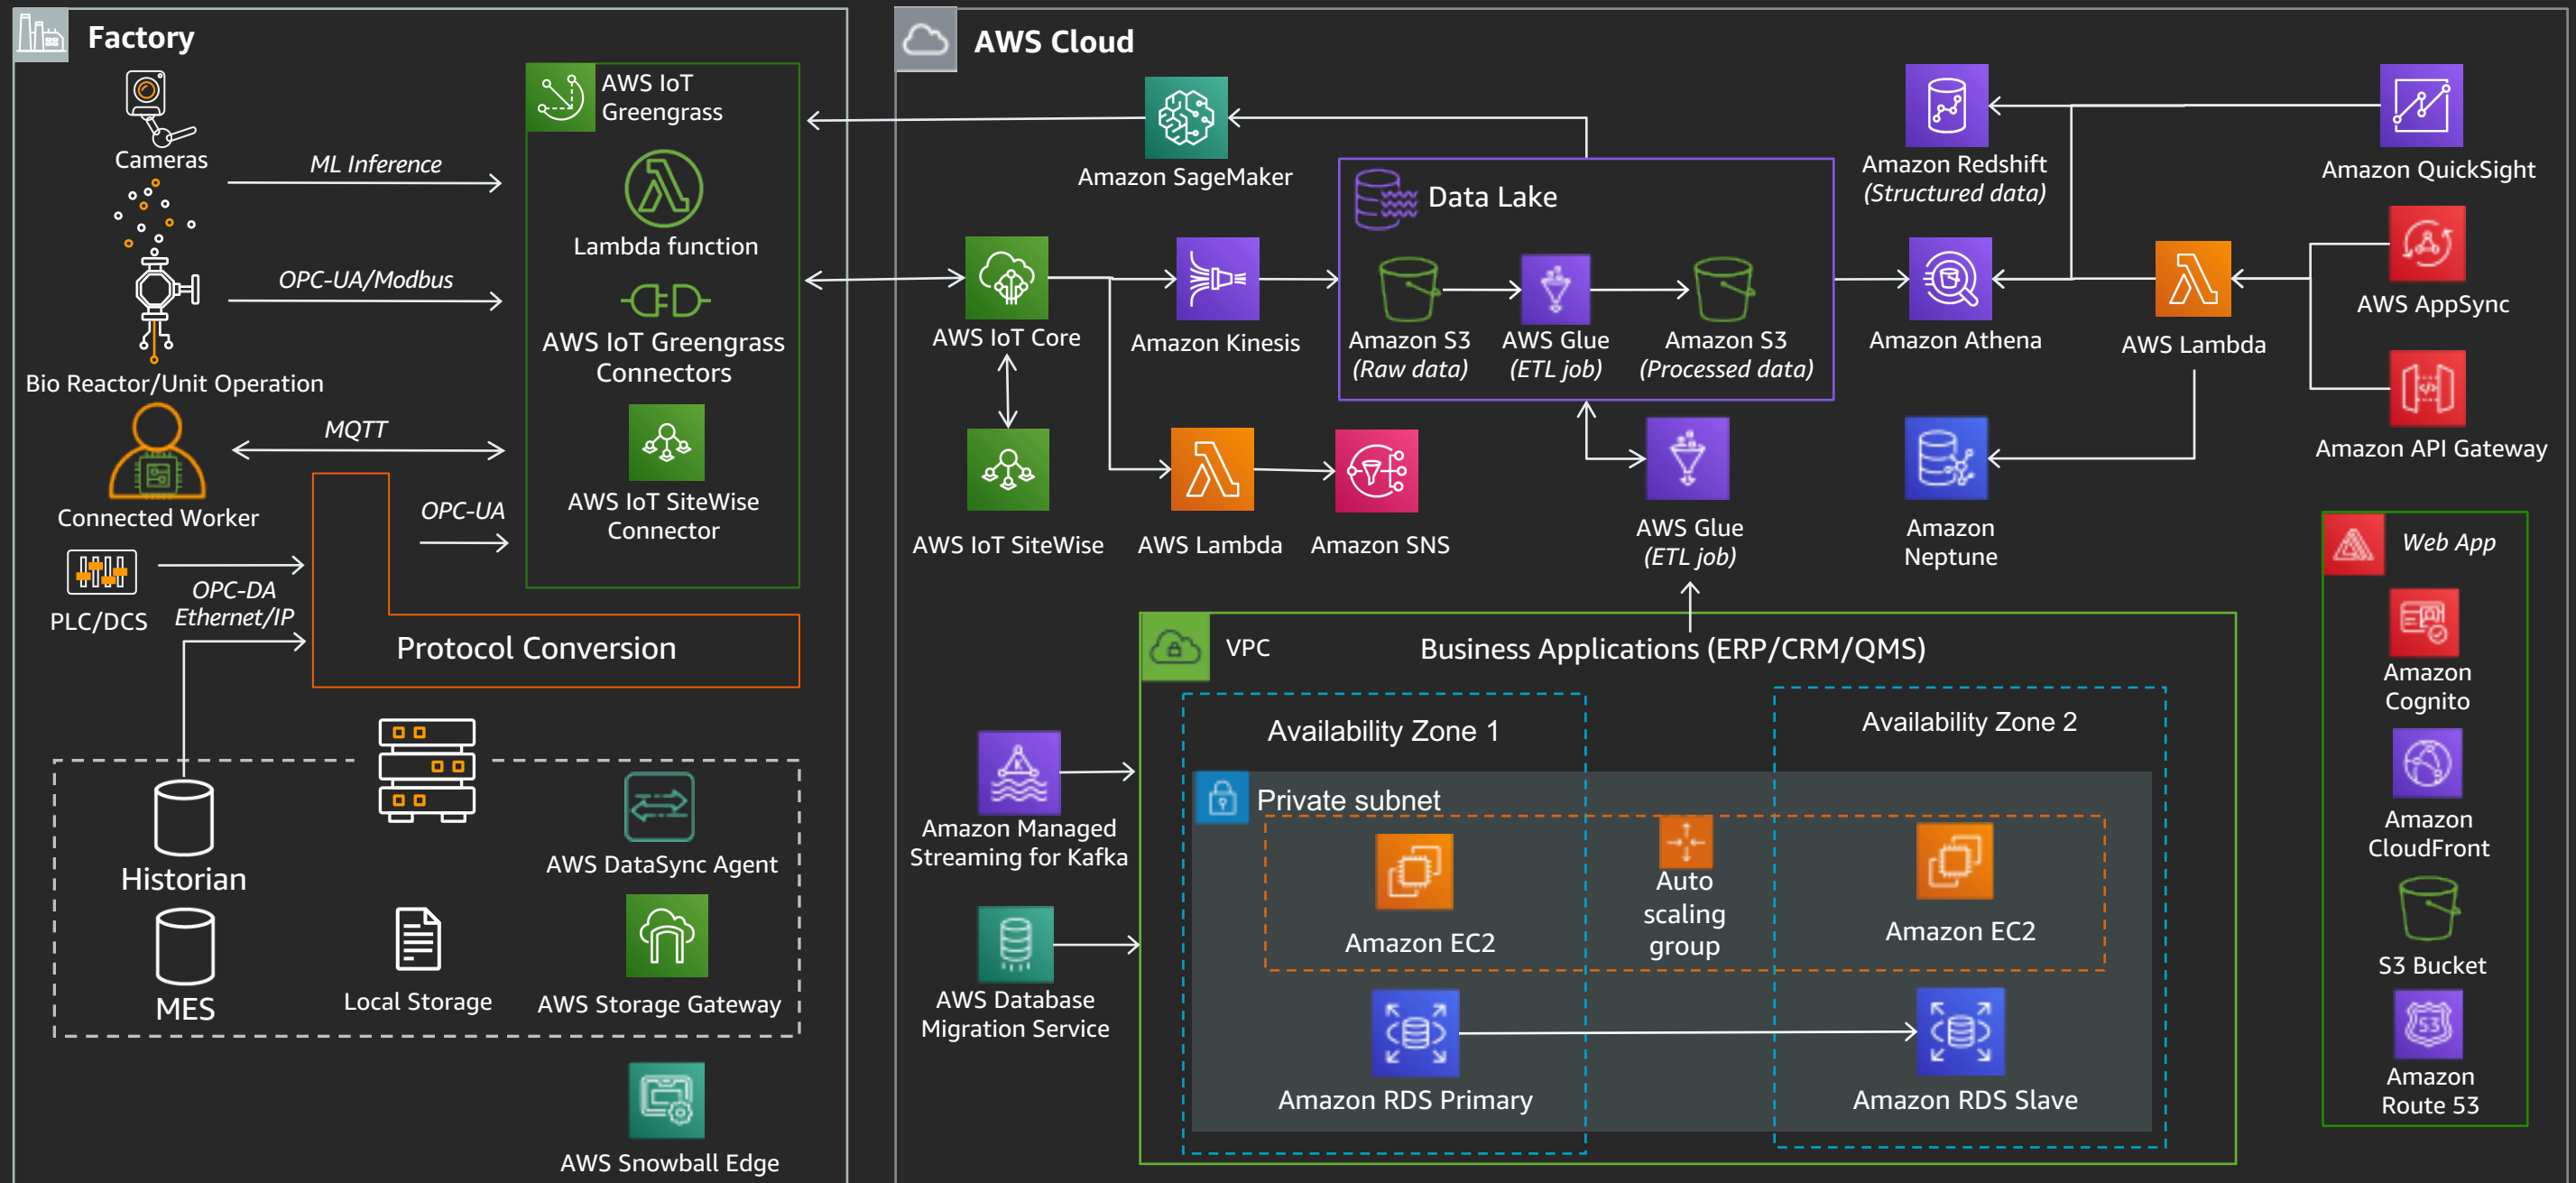 Factory
Cameras
ML Inference
OPC-UA/Modbus
Bio Reactor/Unit Operation
MQTT
Connected Worker
OPC-UA
PLC/DCS
OPC-DA
Ethernet/IP
Protocol Conversion
AWS IoT
Greengrass
Lambda function
AWS IoT Greengrass
Connectors
AWS IoT SiteWise
Connector
Historian
MES
Local Storage
AWS DataSync Agent
AWS Storage Gateway
AWS Snowball Edge
AWS Cloud
Amazon SageMaker
AWS IoT Core
Amazon Kinesis
AWS IoT SiteWise
AWS Lambda
Amazon SNS
Data Lake
Amazon S3
(Raw data)
AWS Glue
(ETL job)
Amazon S3
(Processed data)
AWS Glue
(ETL job)
Amazon Redshift
(Structured data)
Amazon Athena
Amazon
Neptune
AWS Lambda
Amazon QuickSight
AWS AppSync
Amazon API Gateway
Amazon Managed
Streaming for Kafka
AWS Database
Migration Service
VPC
Business Applications (ERP/CRM/QMS)
Availability Zone 1
Availability Zone 2
Private subnet
Amazon EC2
Auto
scaling
group
Amazon EC2
Amazon RDS Primary
Amazon RDS Slave
Web App
Amazon
Cognito
Amazon
CloudFront
S3 Bucket
53
Amazon
Route 53